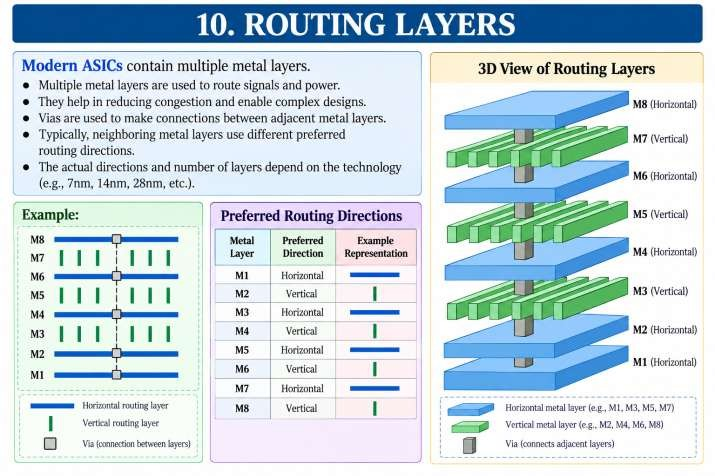 10. ROUTING LAYERS
Modern ASICs contain multiple metal layers.
● Multiple metal layers are used to route signals and power.
● They help in reducing congestion and enable complex designs.
● Vias are used to make connections between adjacent metal layers.
● Typically, neighboring metal layers use different preferred
routing directions.
● The actual directions and number of layers depend on the technology
(e.g., 7nm, 14nm, 28nm, etc.).
Example:
M8
M7
M6
M5
M4
M3
M2
M1
Horizontal routing layer
Vertical routing layer
Via (connection between layers)
Preferred Routing Directions
Metal Layer Preferred Direction Example Representation
M1 Horizontal
M2 Vertical
M3 Horizontal
M4 Vertical
M5 Horizontal
M6 Vertical
M7 Horizontal
M8 Vertical
3D View of Routing Layers
M8 (Horizontal)
M7 (Vertical)
M6 (Horizontal)
M5 (Vertical)
M4 (Horizontal)
M3 (Vertical)
M2 (Horizontal)
M1 (Horizontal)
Horizontal metal layer (e.g., M1, M3, M5, M7)
Vertical metal layer (e.g., M2, M4, M6, M8)
Via (connects adjacent layers)